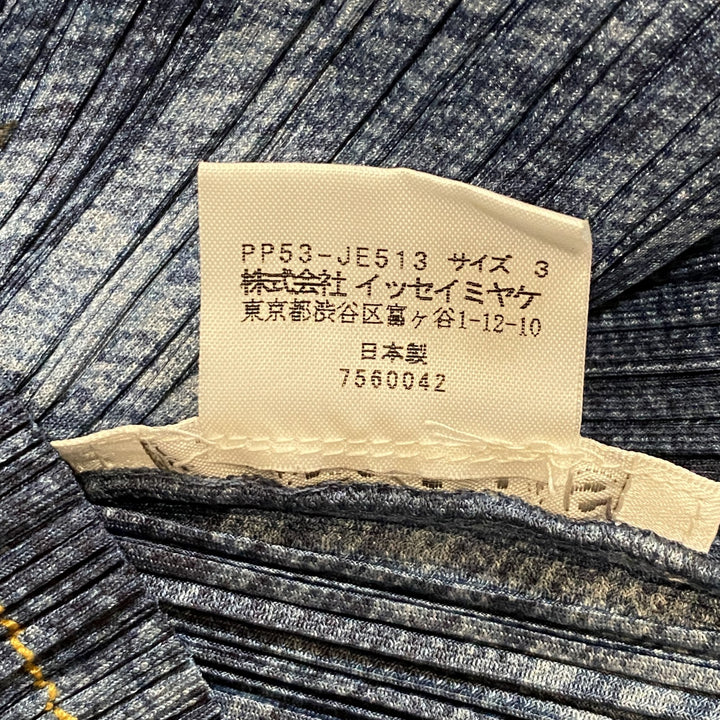 PP53-JE513 サイズ 3
株式会社 イッセイミヤケ
東京都渋谷区富ヶ谷1-12-10
日本製
7560042